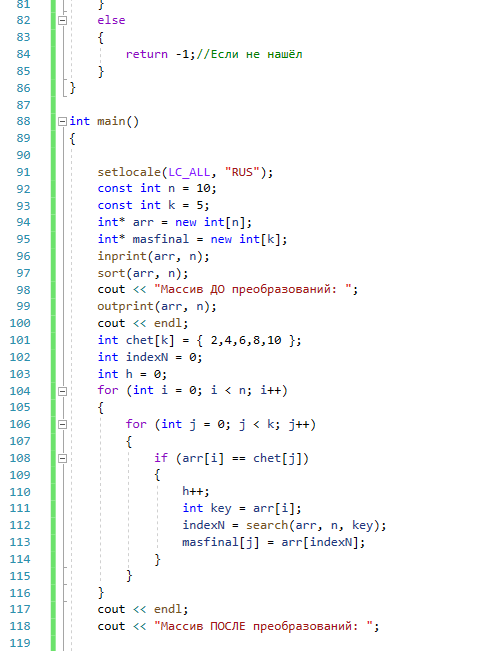 81 }
82 else
83 {
84 return -1;//Если не нашёл
85 }
86 }
87
88 int main()
89 {
90
91 setlocale(LC_ALL, "RUS");
92 const int n = 10;
93 const int k = 5;
94 int* arr = new int[n];
95 int* masfinal = new int[k];
96 inprint(arr, n);
97 sort(arr, n);
98 cout << "Массив ДО преобразований: ";
99 outprint(arr, n);
100 cout << endl;
101 int chet[k] = { 2,4,6,8,10 };
102 int indexN = 0;
103 int h = 0;
104 for (int i = 0; i < n; i++)
105 {
106 for (int j = 0; j < k; j++)
107 {
108 if (arr[i] == chet[j])
109 {
110 h++;
111 int key = arr[i];
112 indexN = search(arr, n, key);
113 masfinal[j] = arr[indexN];
114 }
115 }
116 }
117 cout << endl;
118 cout << "Массив ПОСЛЕ преобразований: ";
119